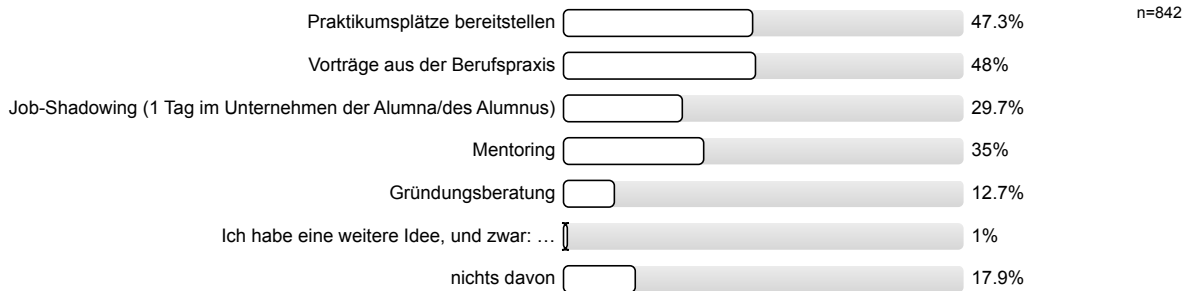 Praktikumsplätze bereitstellen 47.3% n=842
Vorträge aus der Berufspraxis 48%
Job-Shadowing (1 Tag im Unternehmen der Alumna/des Alumnus) 29.7%
Mentoring 35%
Gründungsberatung 12.7%
Ich habe eine weitere Idee, und zwar: … 1%
nichts davon 17.9%